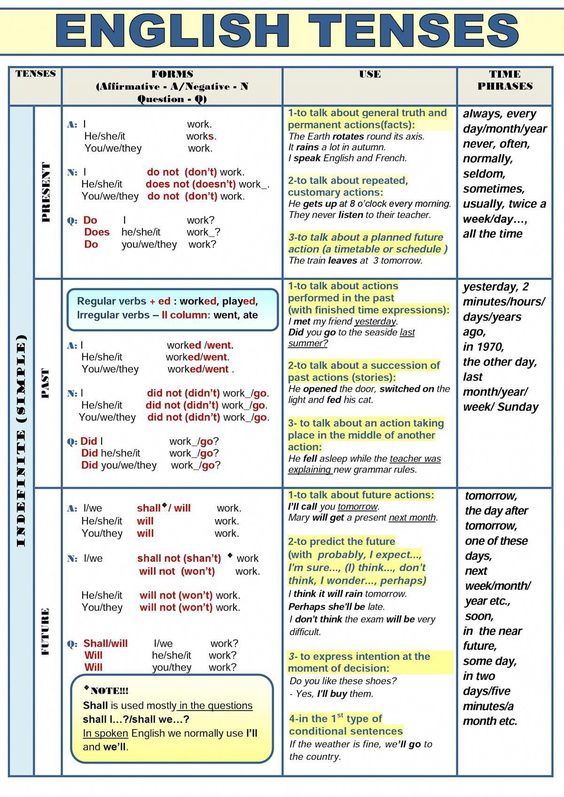 ENGLISH TENSES
TENSES
FORMS
(Affirmative - A/Negative - N
Question - Q)
USE
TIME
PHRASES
INDEFINITE (SIMPLE)
PRESENT
A: I work.
He/she/it works.
You/we/they work.
N: I do not (don't) work.
He/she/it does not (doesn't) work_.
You/we/they do not (don't) work.
Q: Do I work?
Does he/she/it work_?
Do you/we/they work?
1-to talk about general truth and
permanent actions(facts):
The Earth rotates round its axis.
It rains a lot in autumn.
I speak English and French.
2-to talk about repeated,
customary actions:
He gets up at 8 o'clock every morning.
They never listen to their teacher.
3-to talk about a planned future
action (a timetable or schedule )
The train leaves at 3 tomorrow.
always, every
day/month/year
never, often,
normally,
seldom,
sometimes,
usually, twice a
week/day…,
all the time
PAST
Regular verbs + ed : worked, played,
Irregular verbs – II column: went, ate
A: I worked /went.
He/she/it worked/went.
You/we/they worked/went .
N: I did not (didn't) work_/go.
He/she/it did not (didn't) work_/go.
You/we/they did not (didn't) work_/go.
Q: Did I work_/go?
Did he/she/it work_/go?
Did you/we/they work_/go?
1-to talk about actions
performed in the past
(with finished time expressions):
I met my friend yesterday.
Did you go to the seaside last
summer?
2-to talk about a succession of
past actions (stories):
He opened the door, switched on the
light and fed his cat.
3- to talk about an action taking
place in the middle of another
action:
He fell asleep while the teacher was
explaining new grammar rules.
yesterday, 2
minutes/hours/
days/years
ago,
in 1970,
the other day,
last
month/year/
week/ Sunday
FUTURE
A: I/we shall◆/ will work.
He/she/it will work.
You/they will work.
N: I/we shall not (shan't) ◆ work
will not (won't) work.
He/she/it will not (won't) work.
You/they will not (won't) work.
Q: Shall/will I/we work?
Will he/she/it work?
Will you/they work?
◆NOTE!!!
Shall is used mostly in the questions
shall I…?/shall we…?
In spoken English we normally use I'll
and we'll.
1-to talk about future actions:
I'll call you tomorrow.
Mary will get a present next month.
2-to predict the future
(with probably, I expect...,
I'm sure..., (I) think..., don't
think, I wonder..., perhaps)
I think it will rain tomorrow.
Perhaps she'll be late.
I don't think the exam will be very
difficult.
3- to express intention at the
moment of decision:
Do you like these shoes?
- Yes, I'll buy them.
4-in the 1st type of
conditional sentences
If the weather is fine, we'll go to
the country.
tomorrow,
the day after
tomorrow,
one of these
days,
next
week/month/
year etc.,
soon,
in the near
future,
some day,
in two
days/five
minutes/a
month etc.